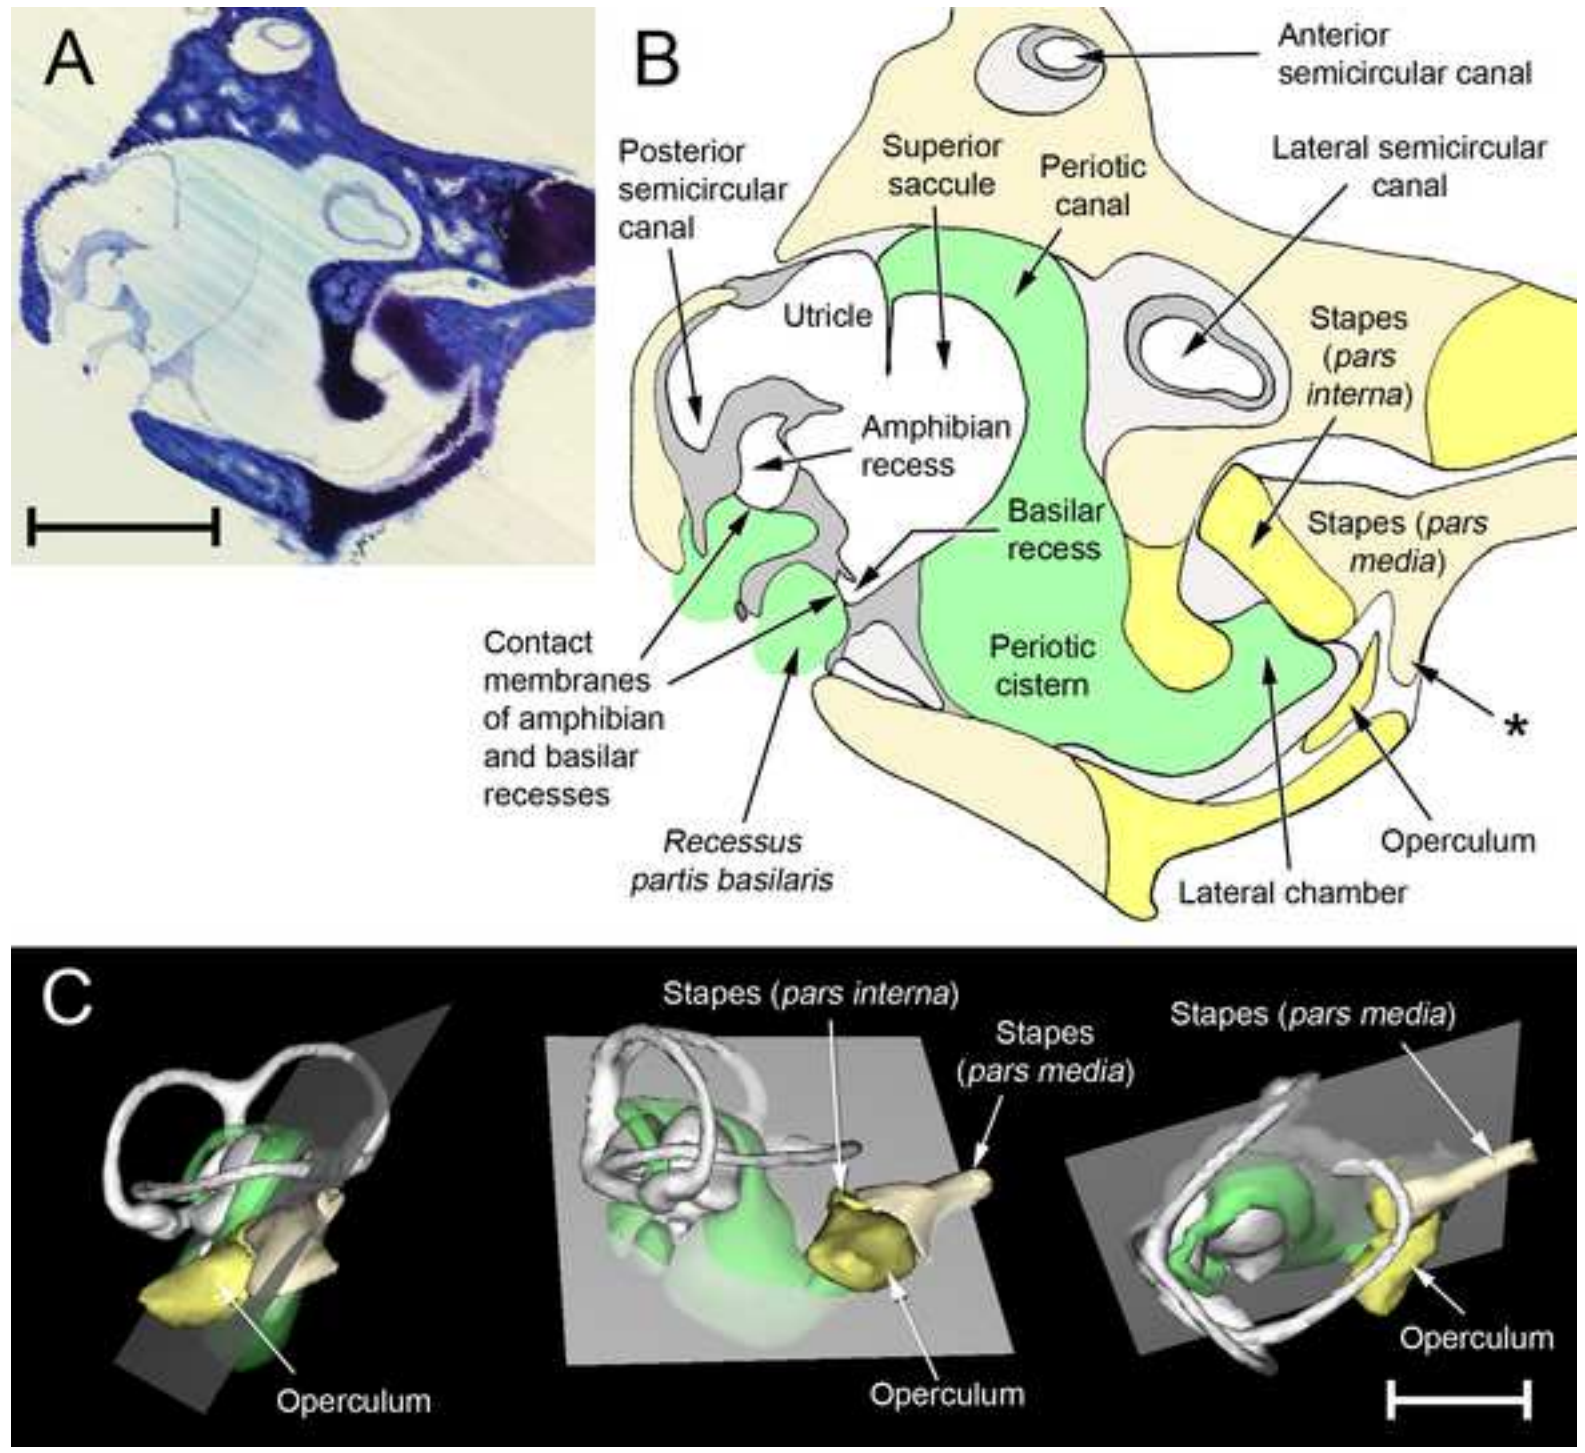 A
B
Anterior
semicircular canal
Posterior
semicircular
canal
Superior
saccule
Periotic
canal
Lateral semicircular
canal
Utricle
Stapes
(pars
interna)
Amphibian
recess
Basilar
recess
Stapes (pars
media)
Contact
membranes
of amphibian
and basilar
recesses
Periotic
cistern
*
Recessus
partis basilaris
Operculum
Lateral chamber
C
Stapes (pars interna)
Stapes
(pars media)
Stapes (pars media)
Operculum
Operculum
Operculum